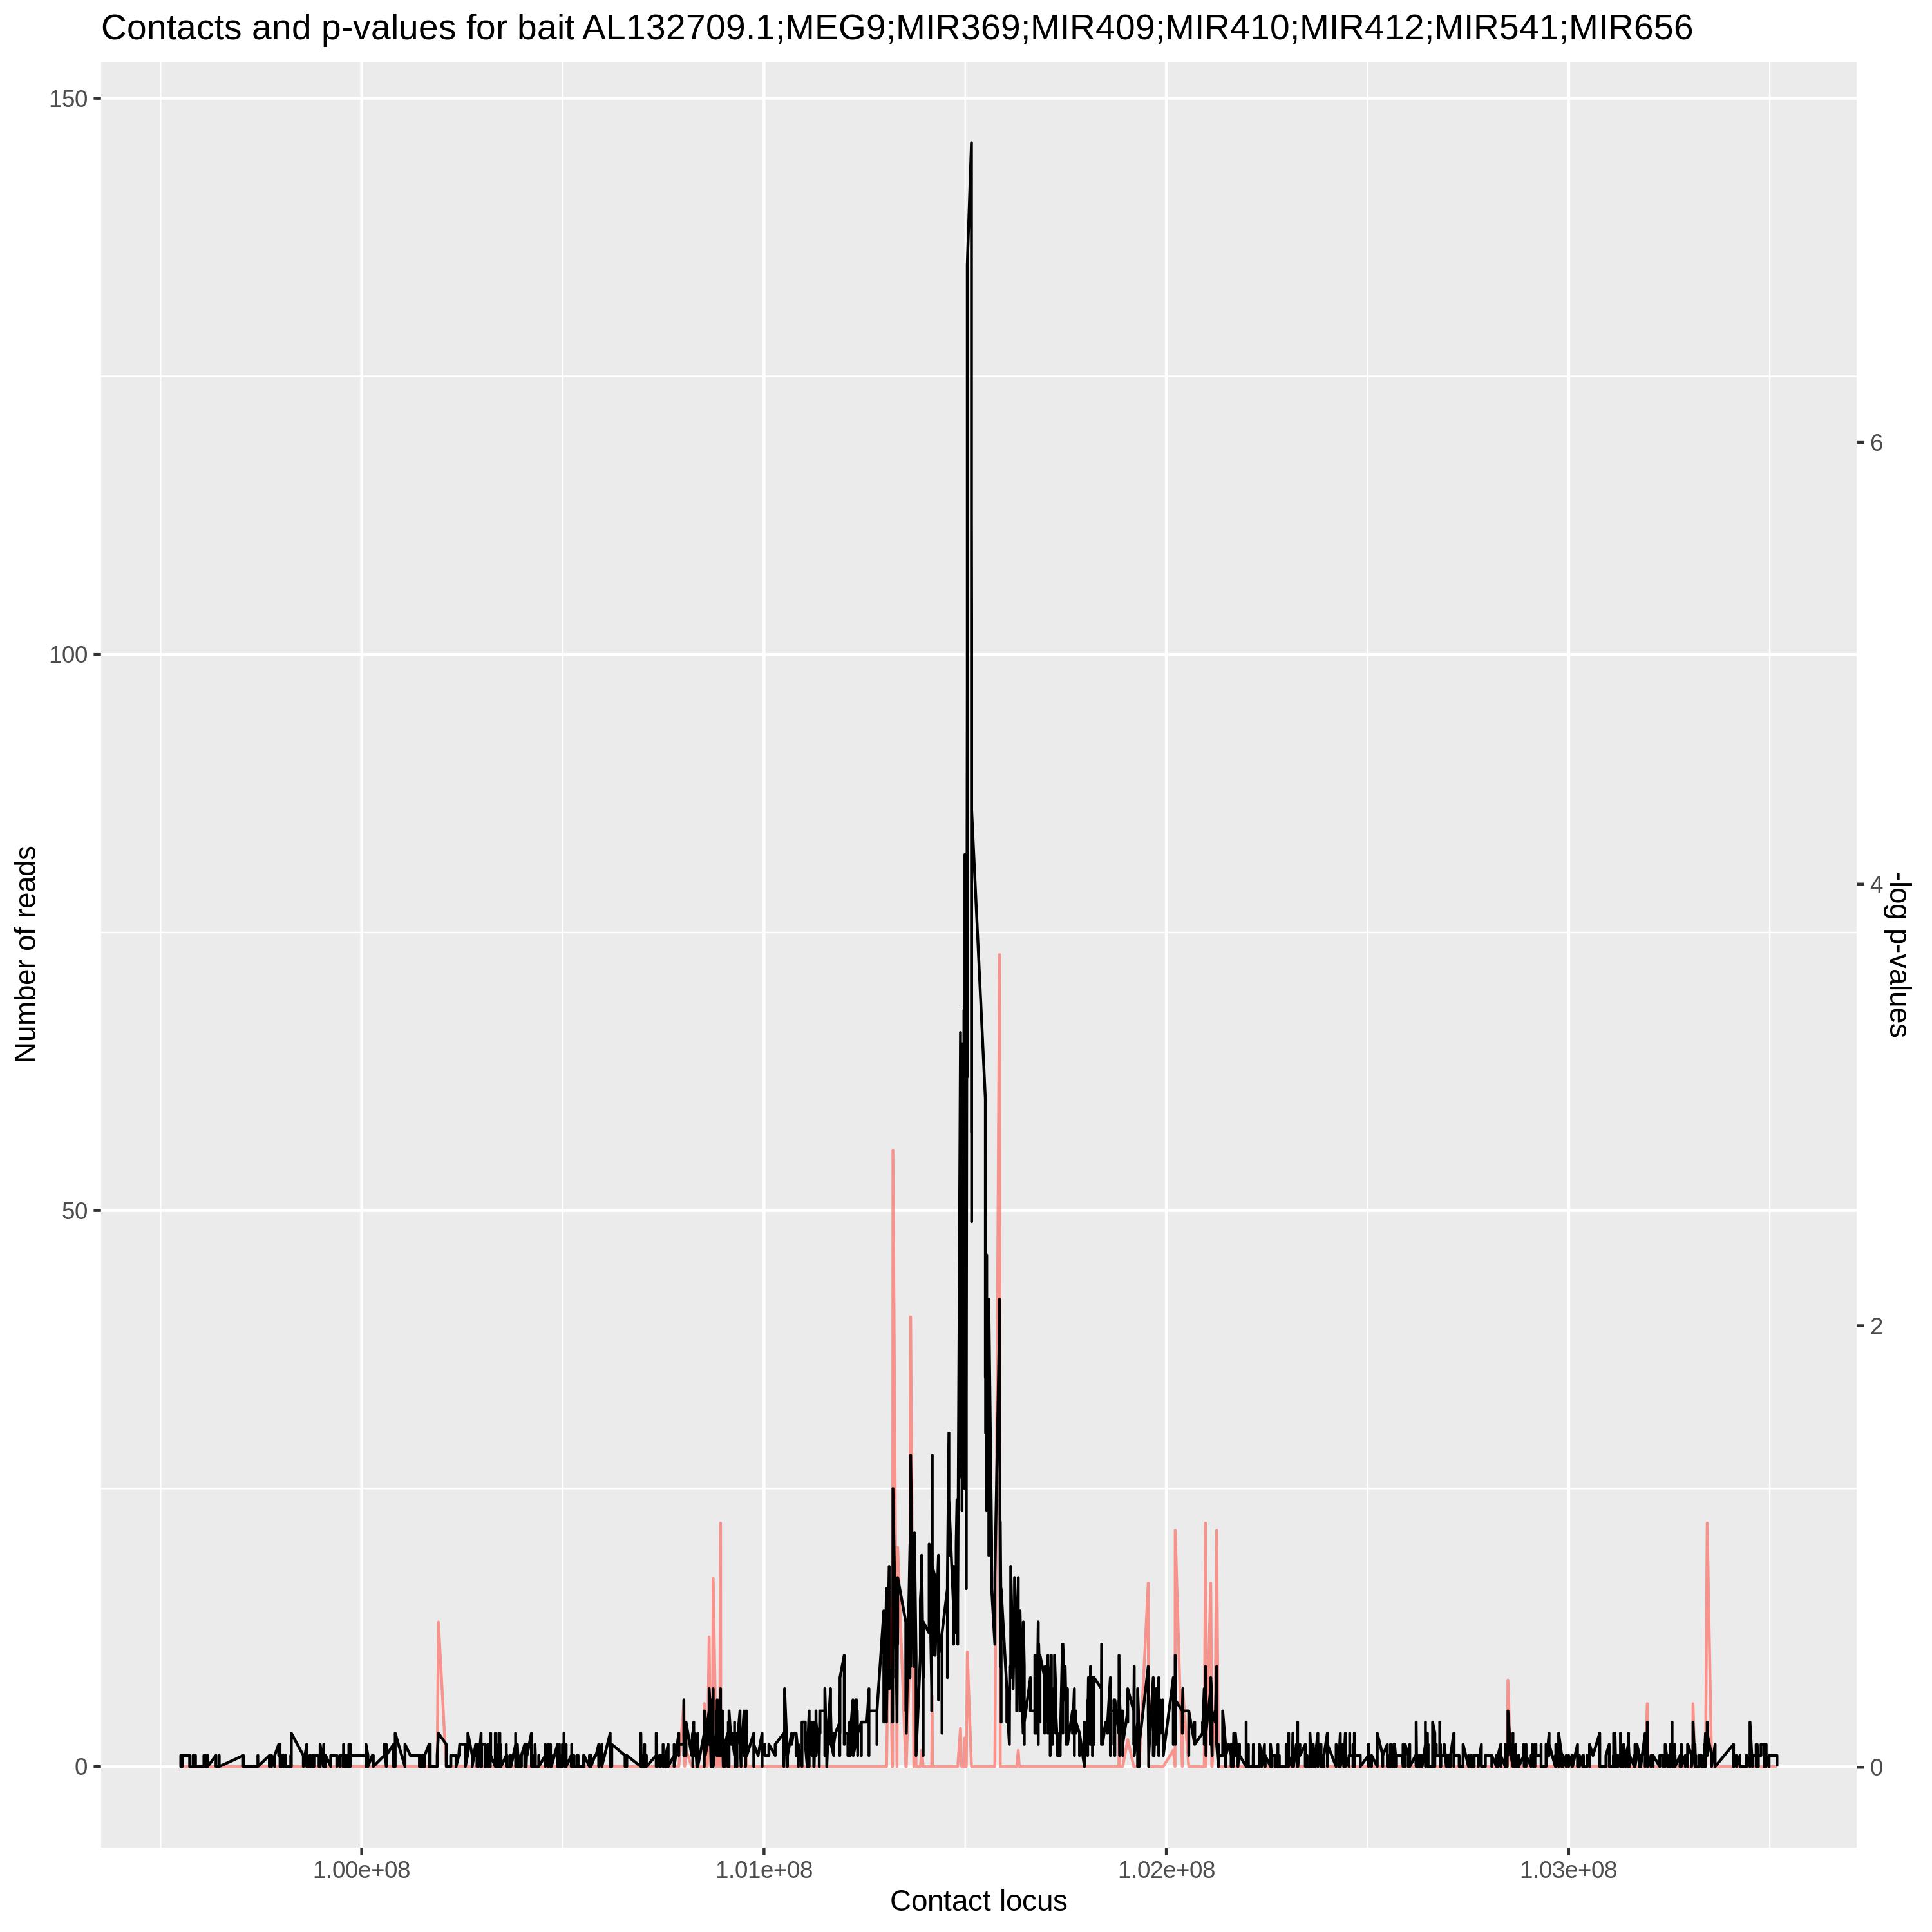 Contacts and p-values for bait AL132709.1;MEG9;MIR369;MIR409;MIR410;MIR412;MIR541;MIR656
150
100
50
0
Number of reads
6
4
2
0
-log p-values
1.00e+08
1.01e+08
1.02e+08
1.03e+08
Contact locus